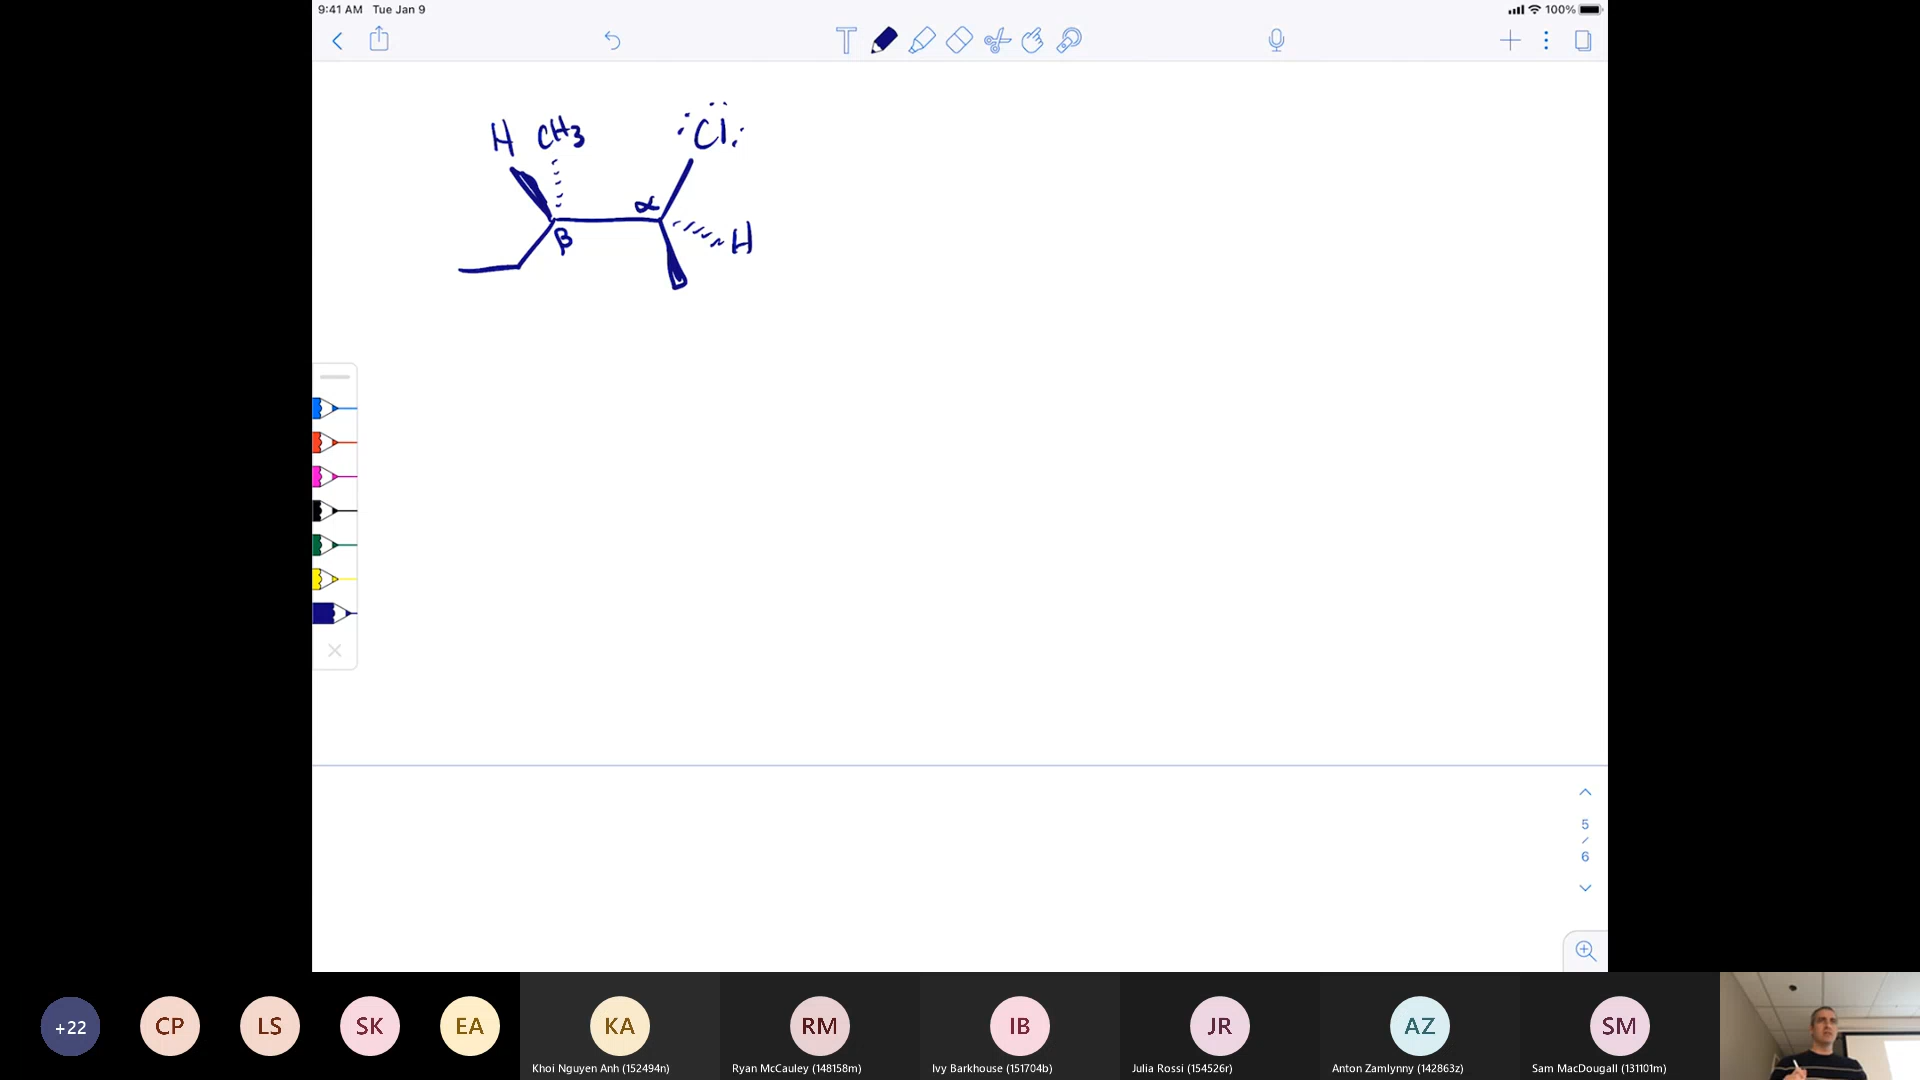 9:41 AM Tue Jan 9
100%
T
H CH3
:Cl:
α
H
β
5
/
6
+22
CP
LS
SK
EA
KA
RM
IB
JR
AZ
SM
Khoi Nguyen Anh (152494n)
Ryan McCauley (148158m)
Ivy Barkhouse (151704b)
Julia Rossi (154526r)
Anton Zamlynny (142863z)
Sam MacDougall (131101m)